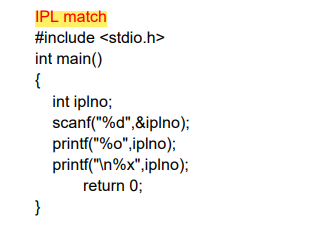 IPL match
#include <stdio.h>
int main()
{
int iplno;
scanf("%d",&iplno);
printf("%o",iplno);
printf("\n%x",iplno);
return 0;
}